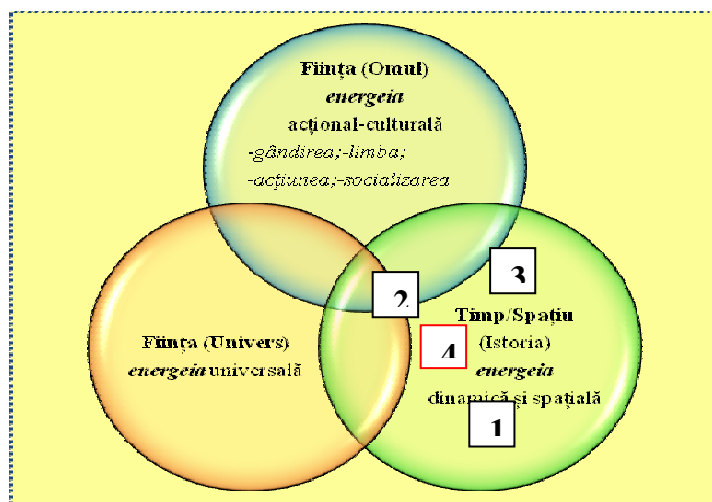 Ființa (Omul)
energeia
acțional-culturală
-gândirea;-limba;
-acțiunea;-socializarea
3
2
Timp/Spațiu
4
(Istoria)
Ființa (Univers)
energeia
energeia universală
dinamică și spațială
1